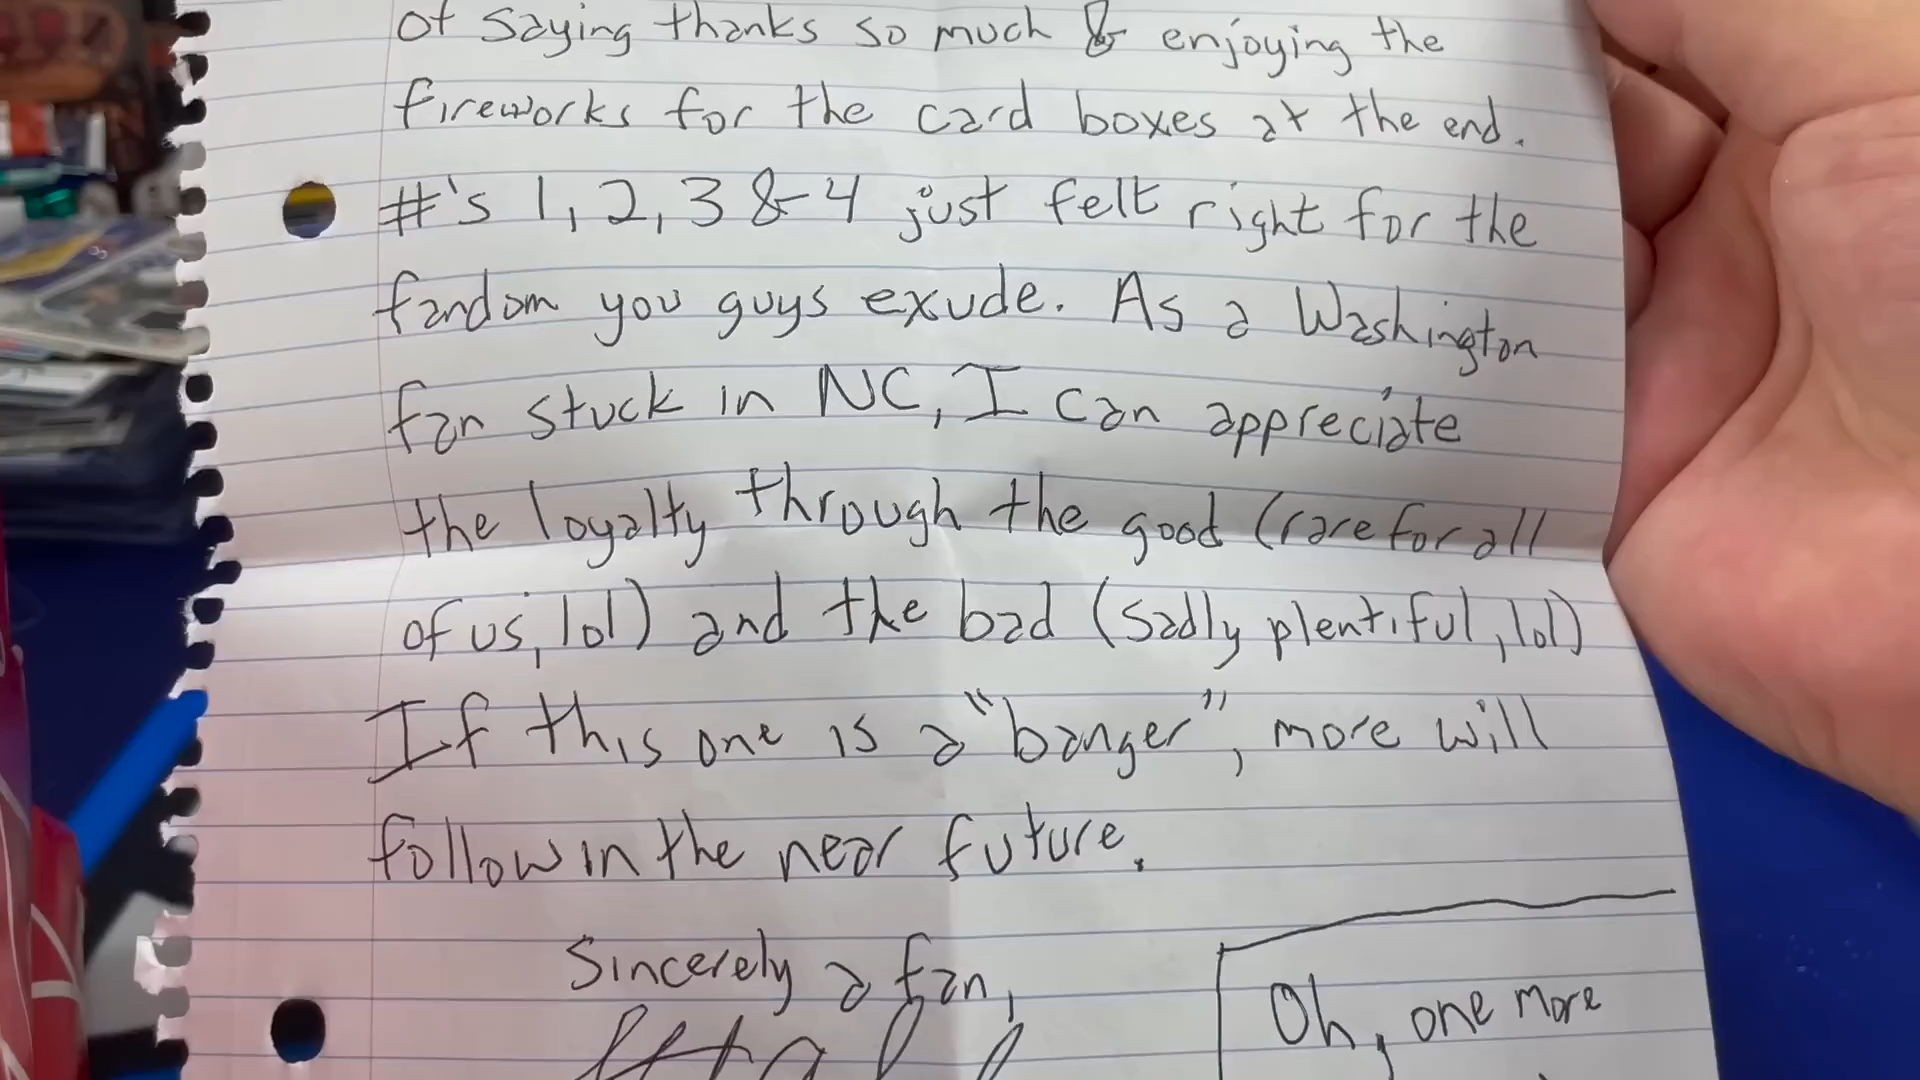 of saying thanks so much & enjoying the
fireworks for the card boxes at the end.
#'s 1, 2, 3 & 4 just felt right for the
fandom you guys exude. As a Washington
fan stuck in NC, I can appreciate
the loyalty through the good (rare for all
of us, lol) and the bad (sadly plentiful, lol)
If this one is a "banger", more will
follow in the near future.
Sincerely a fan,
Oh, one more